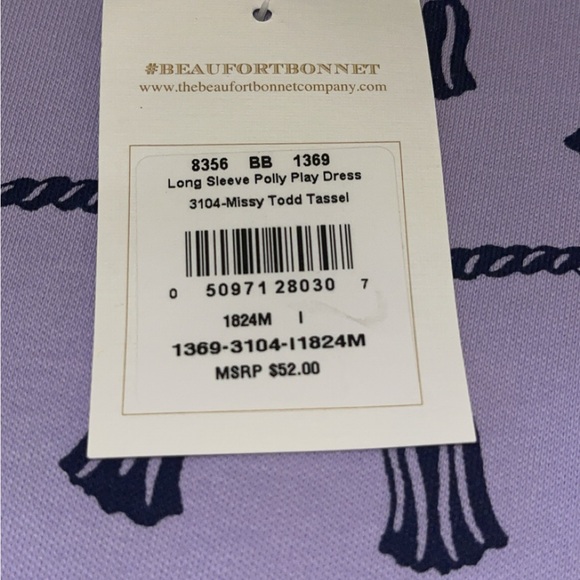 #BEAUFORTBONNET
www.thebeaufortbonnetcompany.com
8356 BB 1369
Long Sleeve Polly Play Dress
3104-Missy Todd Tassel
0 50971 28030 7
1824M I
1369-3104-I1824M
MSRP $52.00